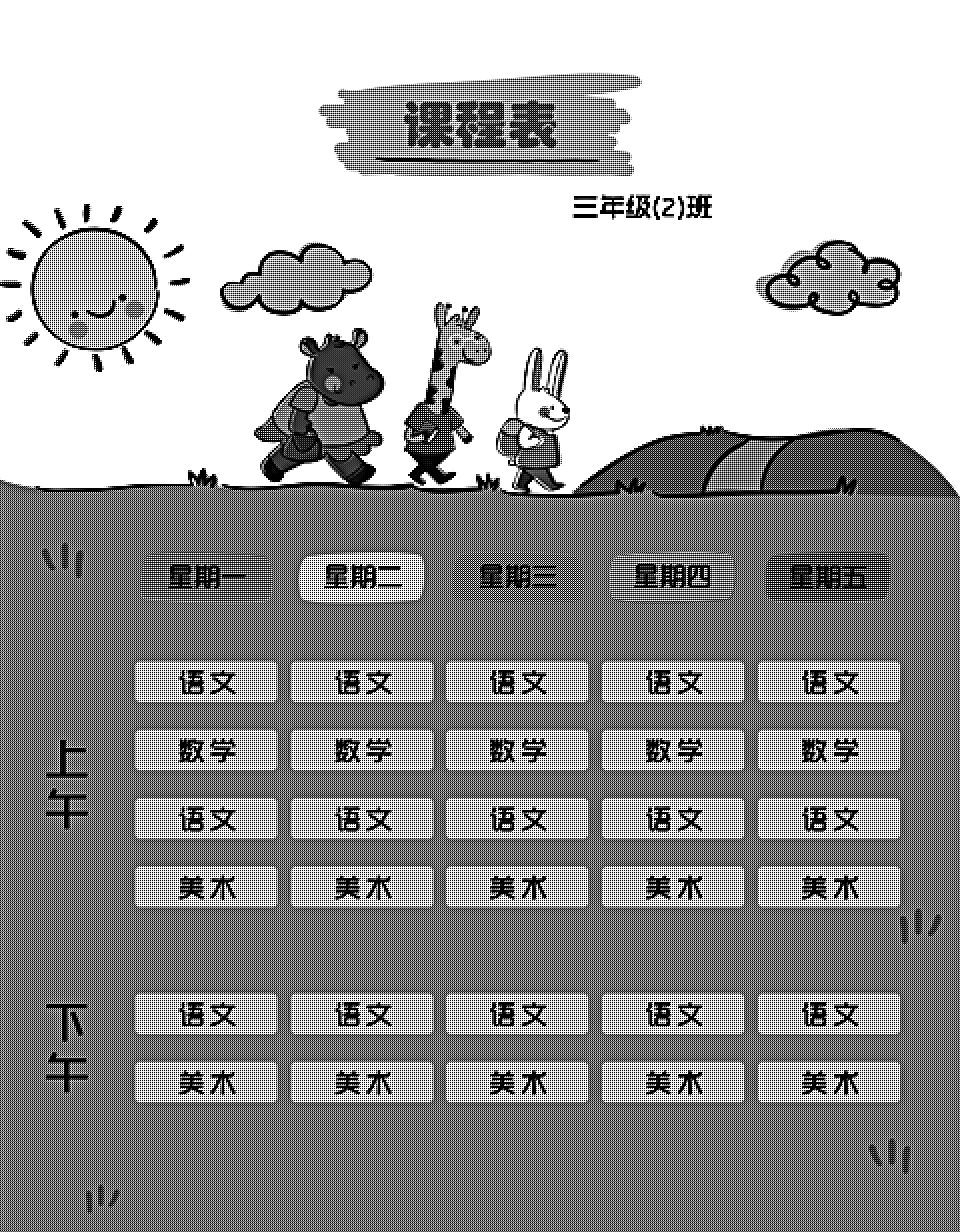 课程表
三年级(2)班
星期一 星期二 星期三 星期四 星期五
上午
语文 语文 语文 语文 语文
数学 数学 数学 数学 数学
语文 语文 语文 语文 语文
美术 美术 美术 美术 美术
下午
语文 语文 语文 语文 语文
美术 美术 美术 美术 美术